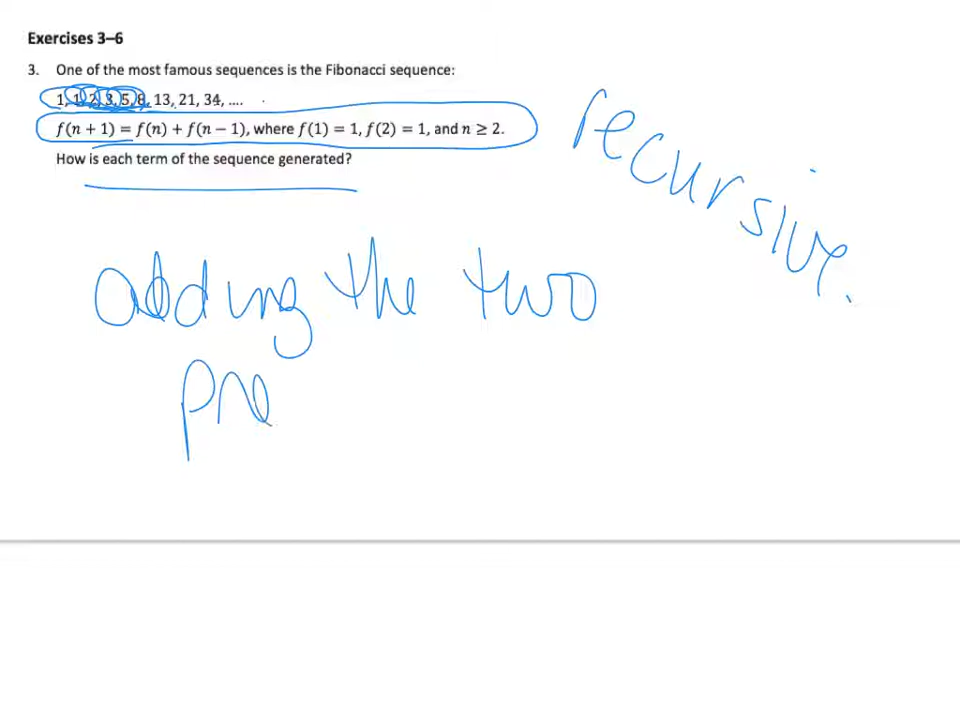 Exercises 3–6
3. One of the most famous sequences is the Fibonacci sequence:
1, 1, 2, 3, 5, 8, 13, 21, 34, ….
f(n + 1) = f(n) + f(n − 1), where f(1) = 1, f(2) = 1, and n ≥ 2.
How is each term of the sequence generated?
recursive.
adding the two
pre